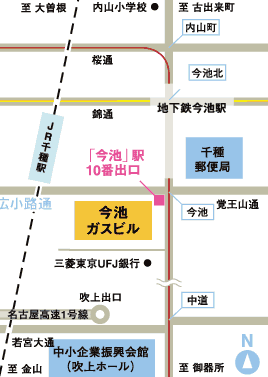 至 大曽根
内山小学校
至 古出来町
内山町
桜通
今池北
地下鉄今池駅
錦通
JR千種駅
千種
郵便局
「今池」駅
10番出口
広小路通
今池
覚王山通
今池
ガスビル
三菱東京UFJ銀行
吹上出口
中道
名古屋高速1号線
若宮大通
中小企業振興会館
(吹上ホール)
至 金山
至 御器所
N